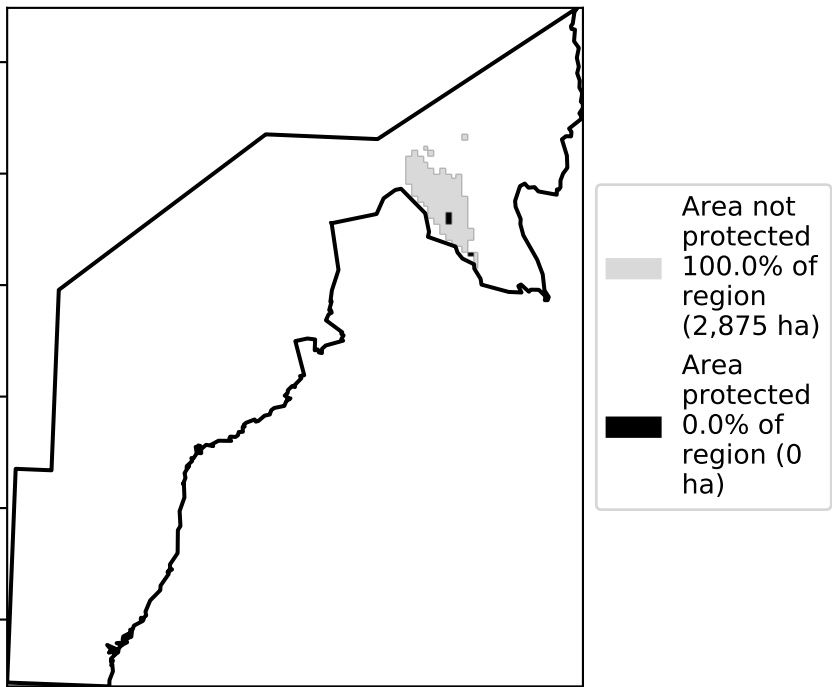 Area not
protected
100.0% of
region
(2,875 ha)
Area
protected
0.0% of
region (0
ha)